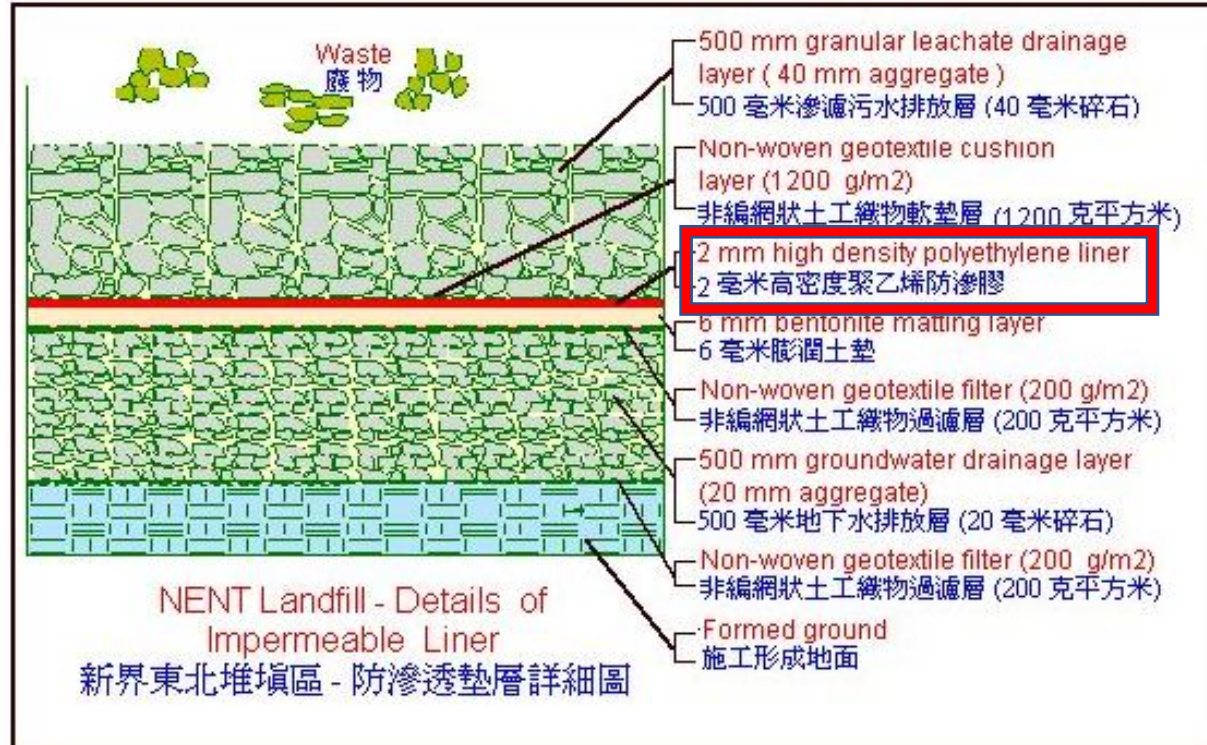 Waste
廢物
500 mm granular leachate drainage
layer ( 40 mm aggregate )
500 毫米滲濾污水排放層 (40 毫米碎石)
Non-woven geotextile cushion
layer (1200 g/m2)
非編網狀土工織物軟墊層 (1200 克平方米)
2 mm high density polyethylene liner
2 毫米高密度聚乙烯防滲膠
6 mm bentonite matting layer
6 毫米膨潤土墊
Non-woven geotextile filter (200 g/m2)
非編網狀土工織物過濾層 (200 克平方米)
500 mm groundwater drainage layer
(20 mm aggregate)
500 毫米地下水排放層 (20 毫米碎石)
Non-woven geotextile filter (200 g/m2)
非編網狀土工織物過濾層 (200 克平方米)
Formed ground
施工形成地面
NENT Landfill - Details of
Impermeable Liner
新界東北堆填區 - 防滲透墊層詳細圖